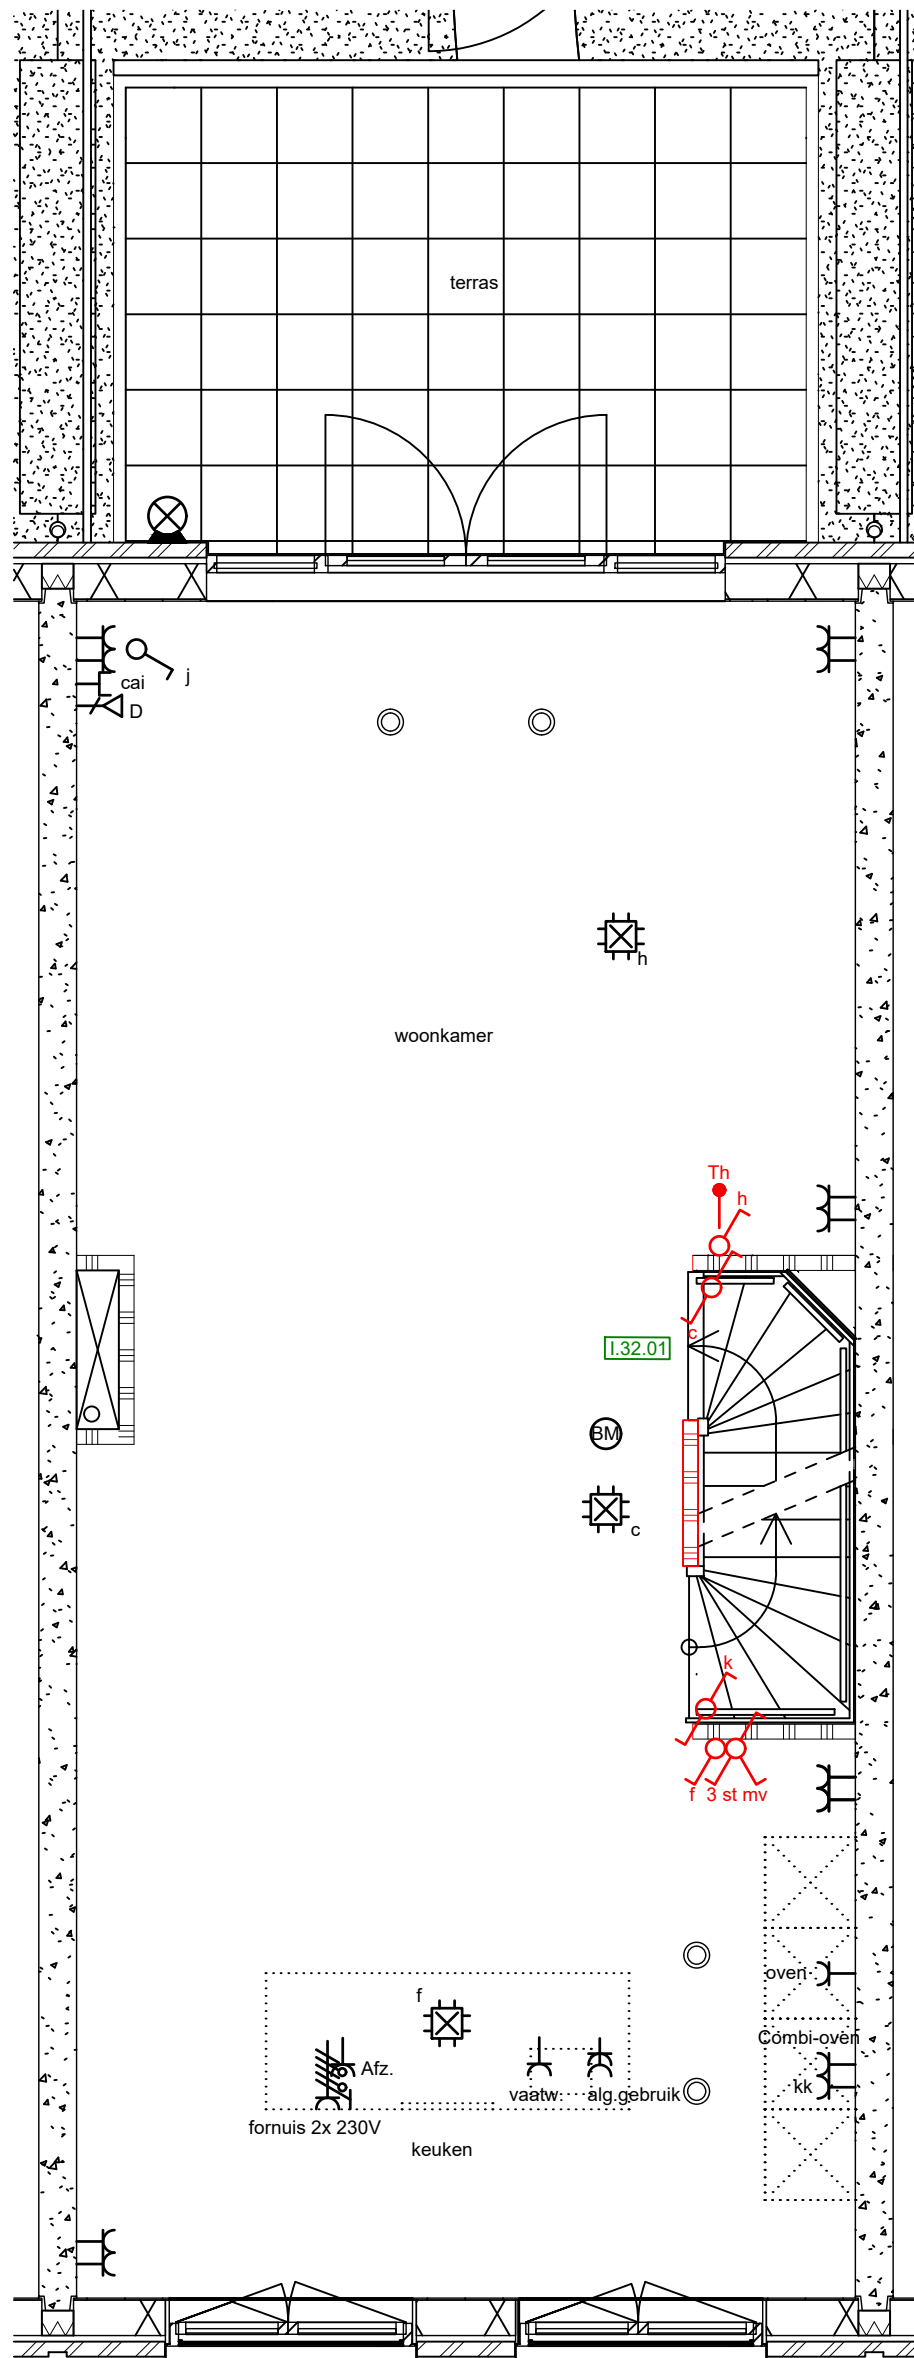 terras
j
cai
D
h
woonkamer
Th
h
c
I.32.01
BM
c
k
f 3 st mv
oven
f
Combi-oven
Afz.
kk
vaatw.
alg.gebruik
fornuis 2x 230V
keuken